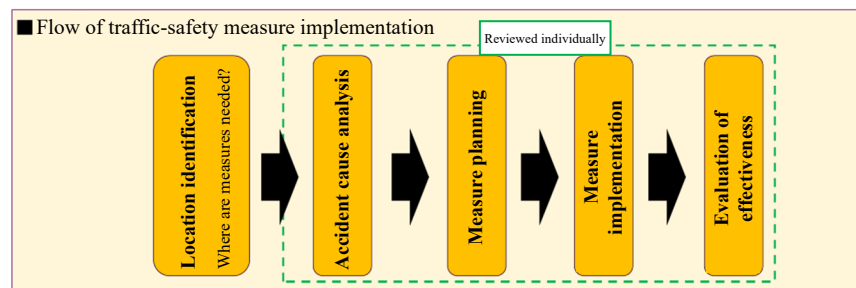 ■ Flow of traffic-safety measure implementation
Reviewed individually
Location identification
Where are measures needed?
Accident cause analysis
Measure planning
Measure
implementation
Evaluation of
effectiveness